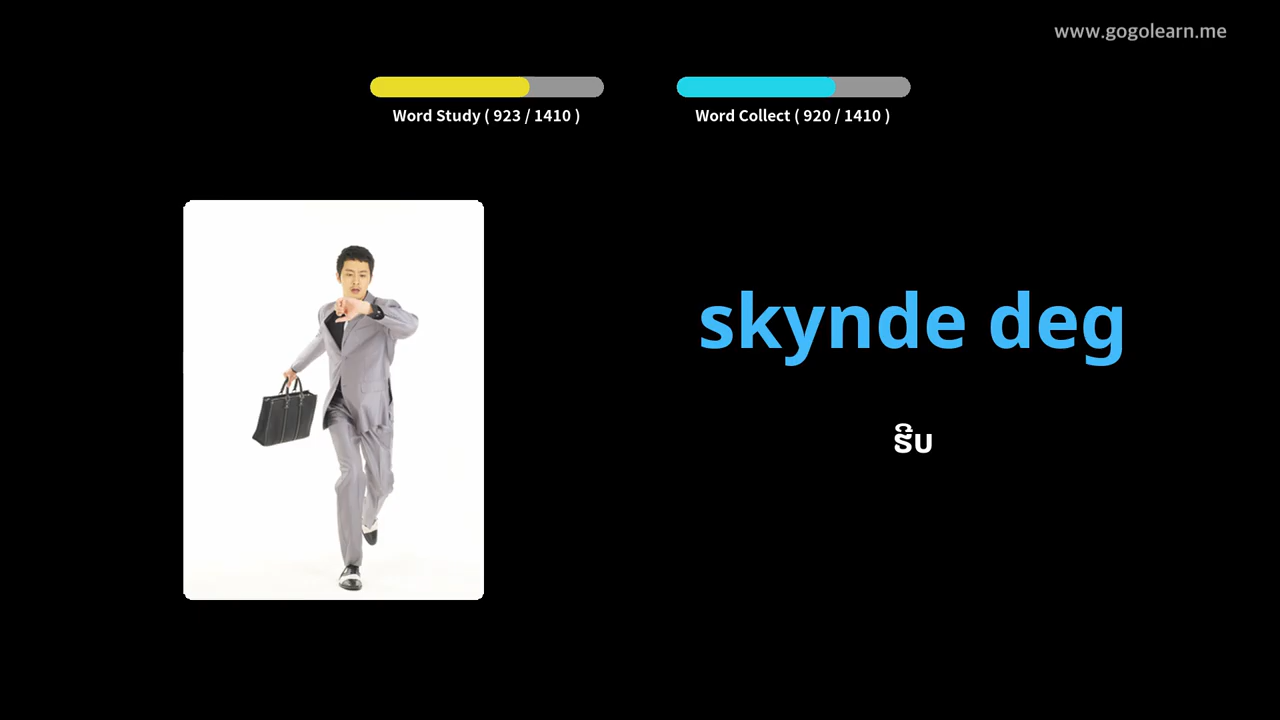 www.gogolearn.me
Word Study ( 923 / 1410 )
Word Collect ( 920 / 1410 )
skynde deg
ຮີບ